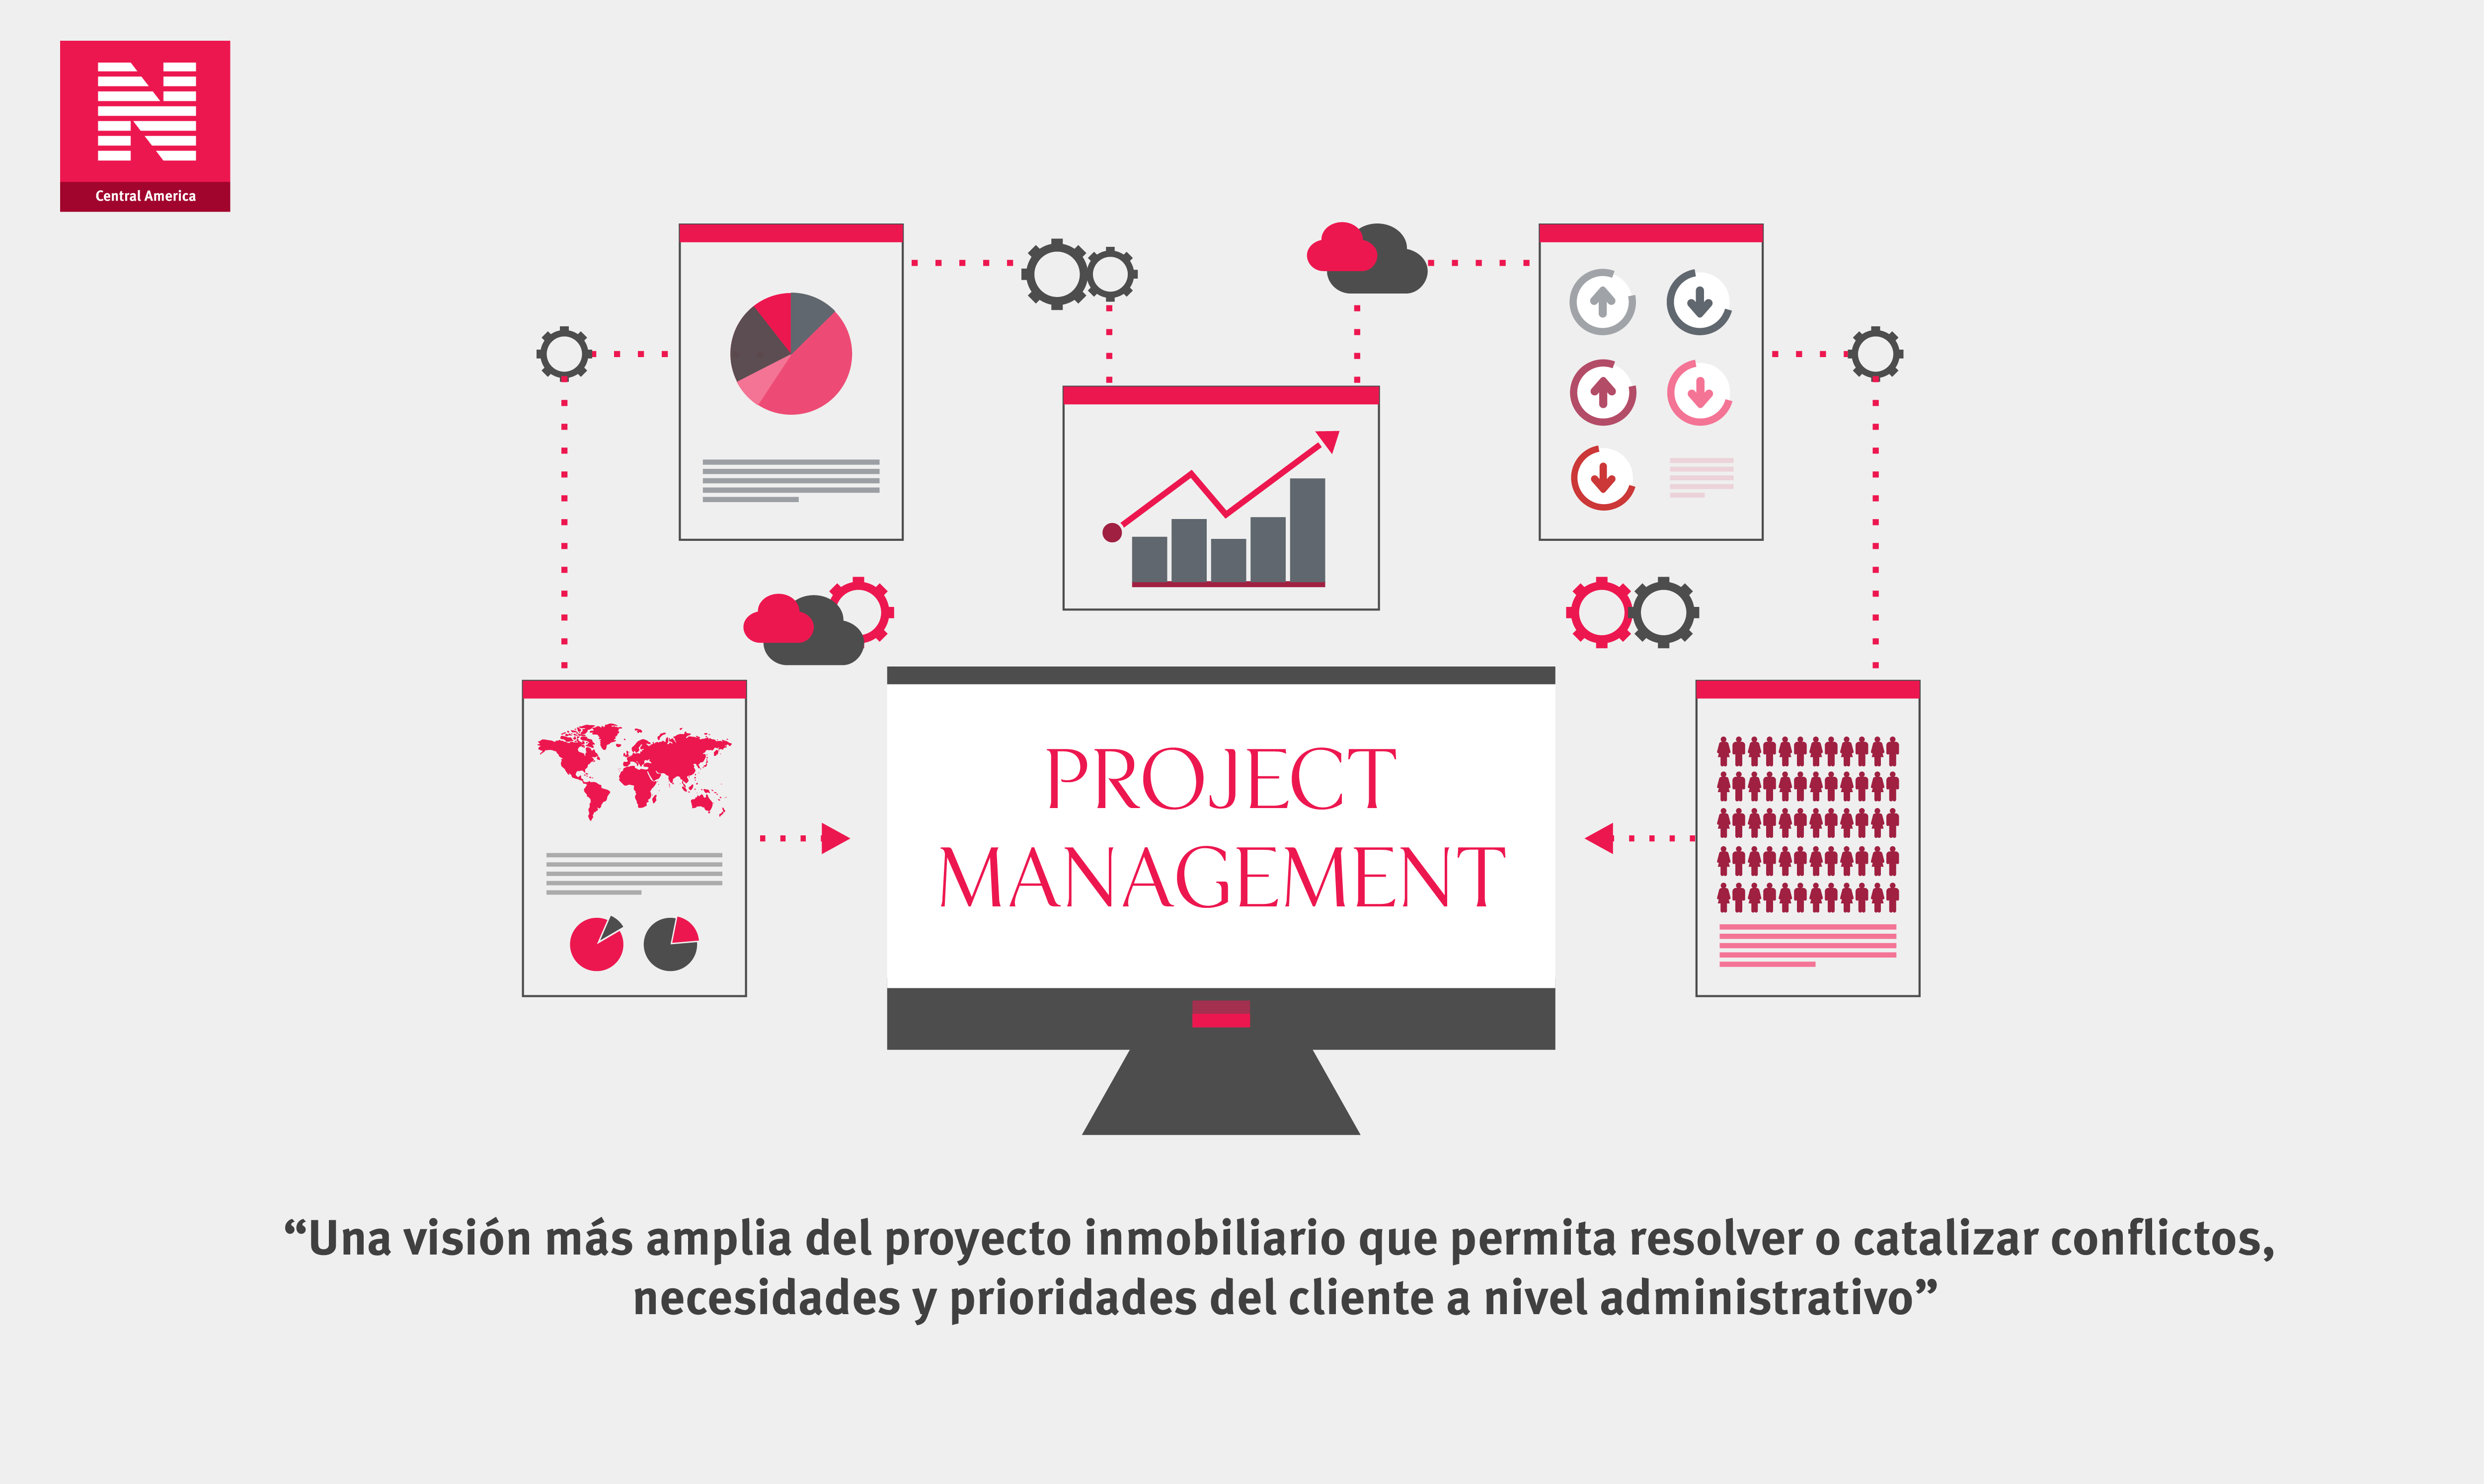 N
Central America
PROJECT
MANAGEMENT
“Una visión más amplia del proyecto inmobiliario que permita resolver o catalizar conflictos,
necesidades y prioridades del cliente a nivel administrativo”